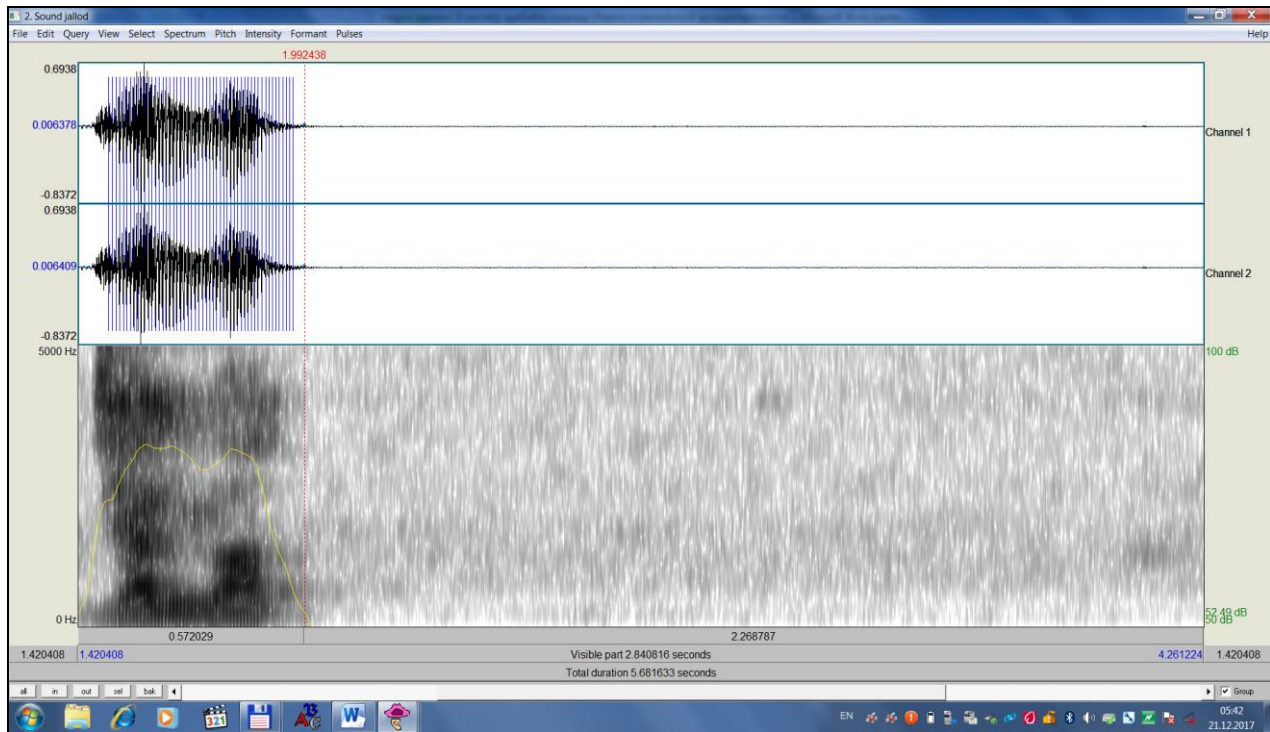 2. Sound jallod
File Edit Query View Select Spectrum Pitch Intensity Formant Pulses Help
1.992438
0.6938
0.006378
Channel 1
-0.8372
0.6938
0.006409
Channel 2
-0.8372
5000 Hz
100 dB
0 Hz
52.49 dB
50 dB
0.572029 2.268787
1.420408 1.420408 Visible part 2.840816 seconds 4.261224 1.420408
Total duration 5.681633 seconds
all in out sel bak Group
321 EN 05:42
21.12.2017